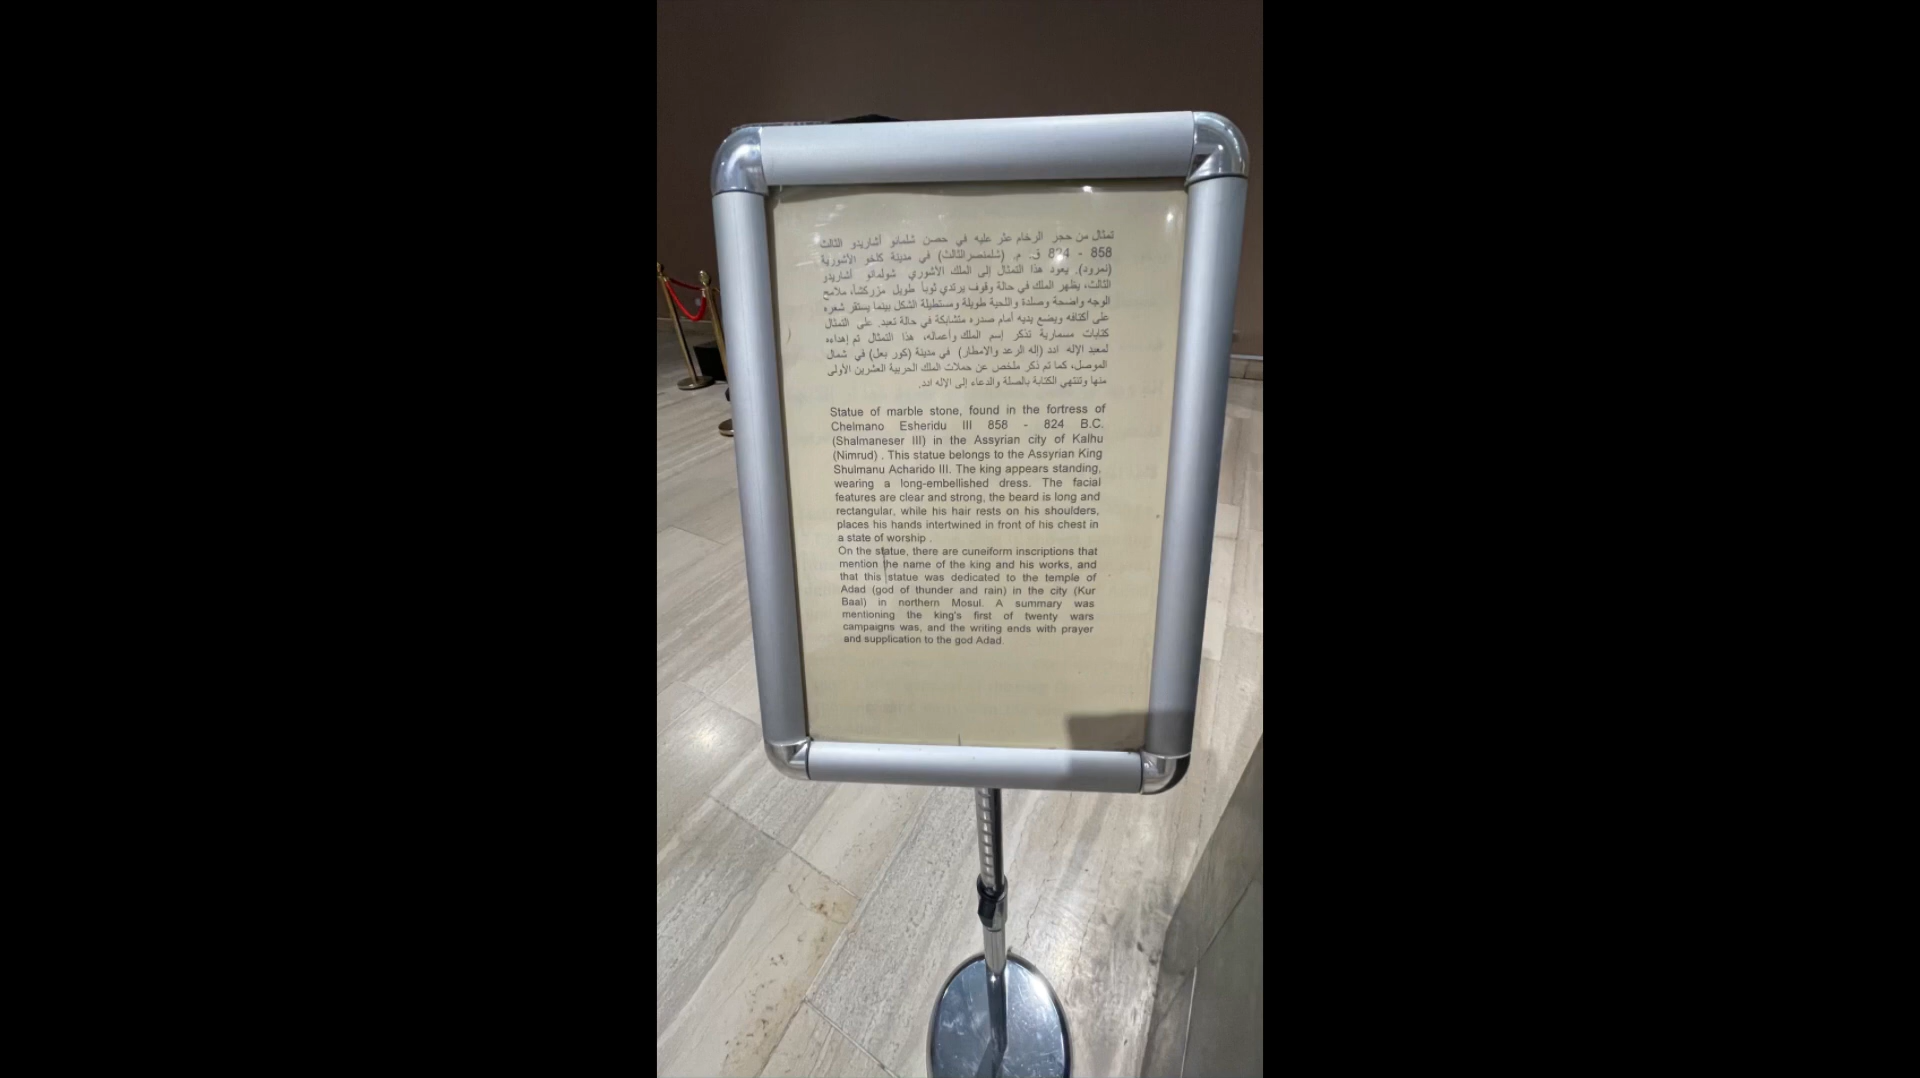 تمثال من حجر الرخام عثر عليه في حصن شلمانو أشاريدو الثالث
858 - 824 ق. م. (شلمنصر الثالث) في مدينة كلخو الآشورية
(نمرود). يعود هذا التمثال إلى الملك الآشوري شولمانو أشاريدو
الثالث، يظهر الملك في حالة وقوف يرتدي ثوباً طويل مزركشاً، ملامح
الوجه واضحة وصلدة واللحية طويلة ومستطيلة الشكل بينما يستقر شعره
على أكتافه ويضع يديه أمام صدره متشابكة في حالة تعبد. على التمثال
كتابات مسمارية تذكر إسم الملك وأعماله، هذا التمثال تم إهداءه
لمعبد الإله ادد (إله الرعد والامطار) في مدينة (كور بعل) في شمال
الموصل، كما تم ذكر ملخص عن حملات الملك الحربية العشرين الأولى
منها وتنتهي الكتابة بالصلة والدعاء إلى الإله ادد.
Statue of marble stone, found in the fortress of
Chelmano Esheridu III 858 - 824 B.C.
(Shalmaneser III) in the Assyrian city of Kalhu
(Nimrud) . This statue belongs to the Assyrian King
Shulmanu Acharido III. The king appears standing,
wearing a long-embellished dress. The facial
features are clear and strong, the beard is long and
rectangular, while his hair rests on his shoulders,
places his hands intertwined in front of his chest in
a state of worship .
On the statue, there are cuneiform inscriptions that
mention the name of the king and his works, and
that this statue was dedicated to the temple of
Adad (god of thunder and rain) in the city (Kur
Baal) in northern Mosul. A summary was
mentioning the king's first of twenty wars
campaigns was, and the writing ends with prayer
and supplication to the god Adad.